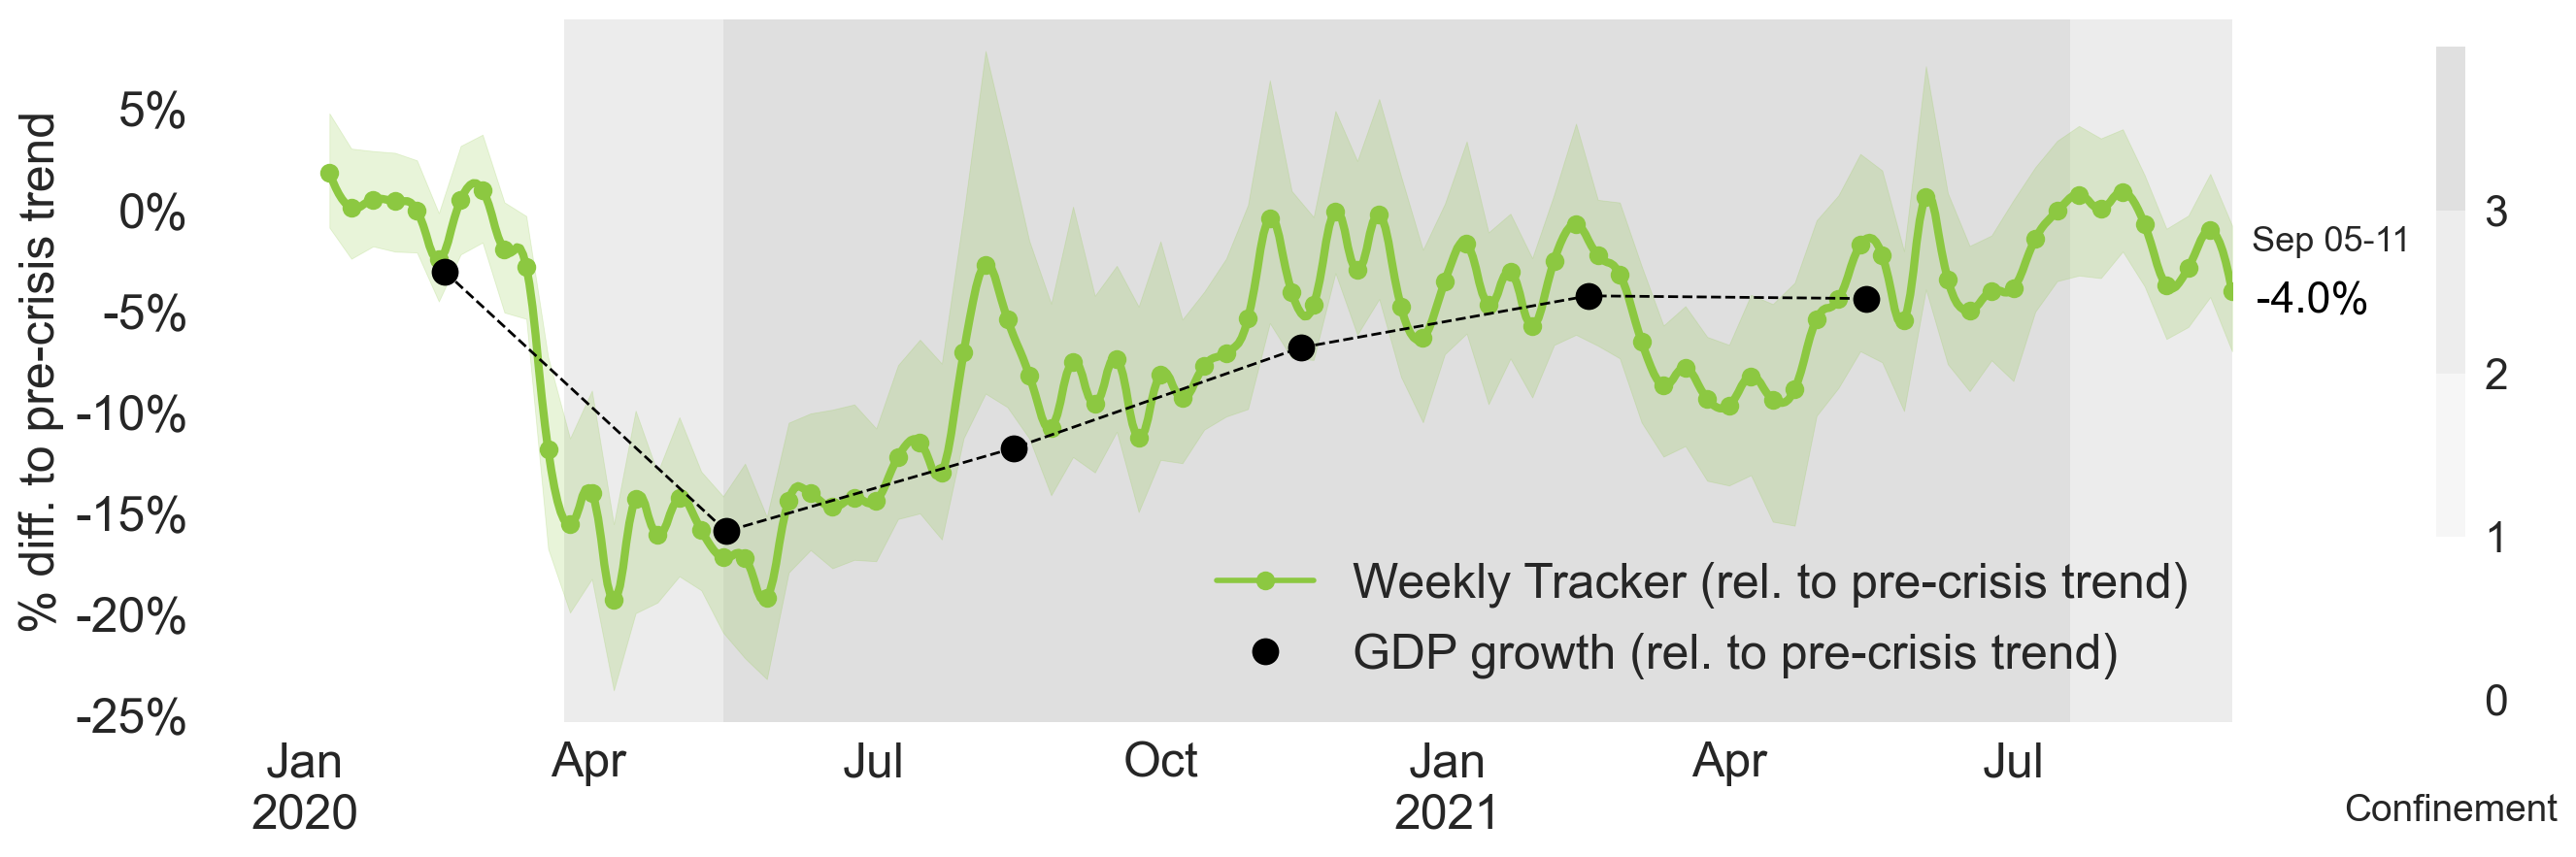 % diff. to pre-crisis trend
5%
0%
-5%
-10%
-15%
-20%
-25%
Jan
2020
Apr
Jul
Oct
Jan
2021
Apr
Jul
Weekly Tracker (rel. to pre-crisis trend)
GDP growth (rel. to pre-crisis trend)
Sep 05-11
-4.0%
3
2
1
0
Confinement